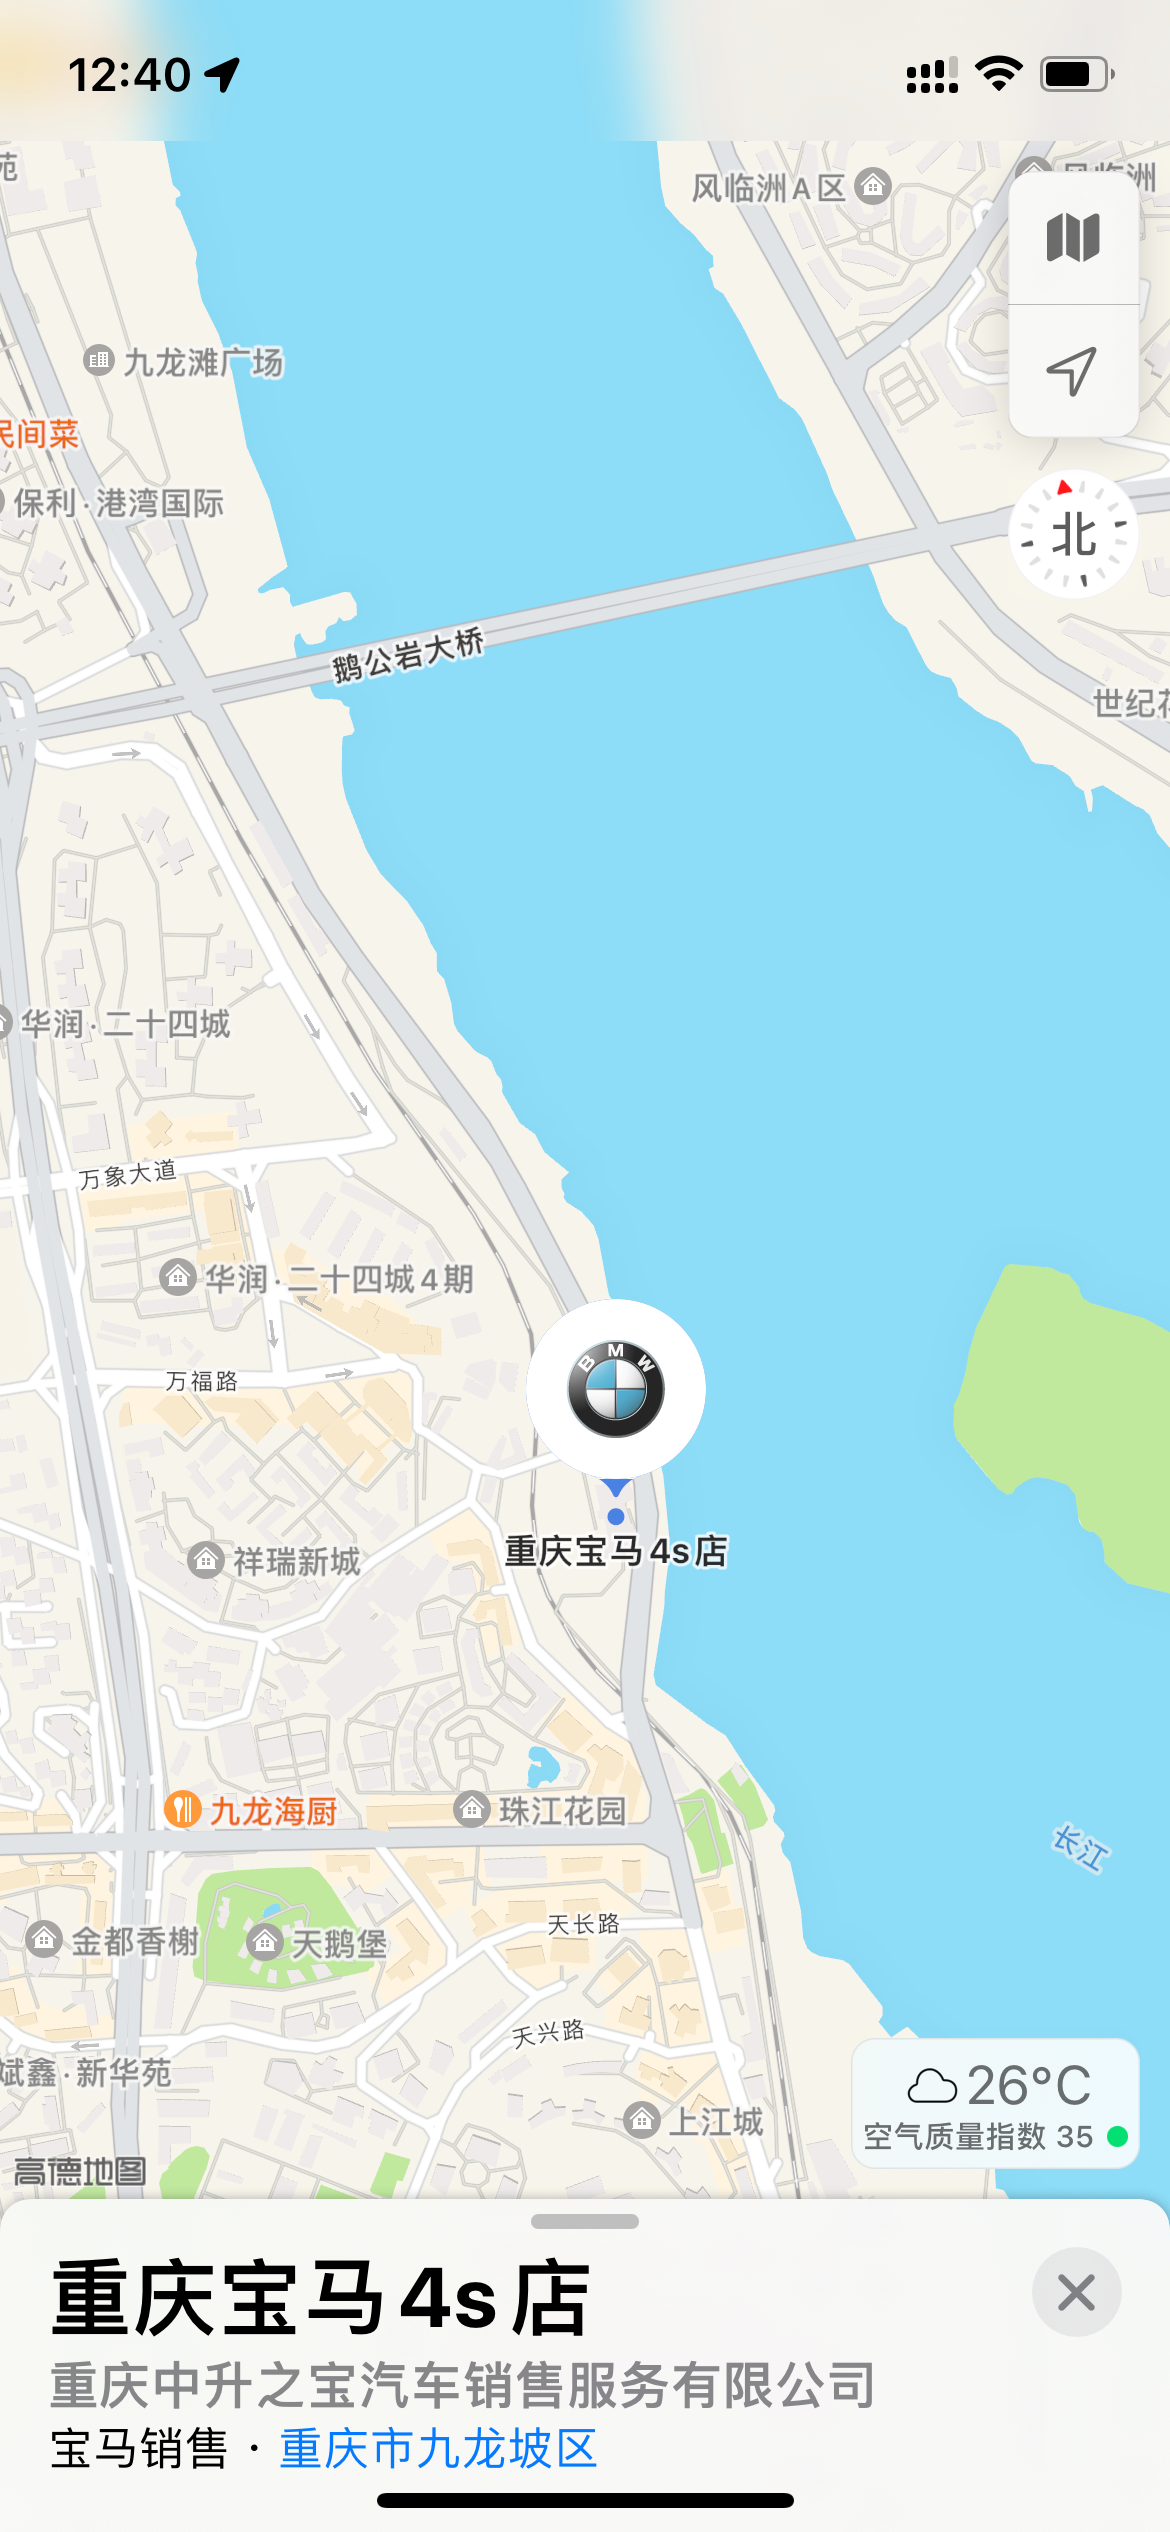 12:40
苑
风临洲A区
风临洲
九龙滩广场
民间菜
保利·港湾国际
北
鹅公岩大桥
世纪花
华润·二十四城
万象大道
华润·二十四城4期
万福路
BMW
重庆宝马4s店
祥瑞新城
九龙海厨
珠江花园
长江
天长路
金都香榭
天鹅堡
天兴路
斌鑫·新华苑
26°C
上江城
空气质量指数 35
高德地图
重庆宝马4s店
重庆中升之宝汽车销售服务有限公司
宝马销售 · 重庆市九龙坡区